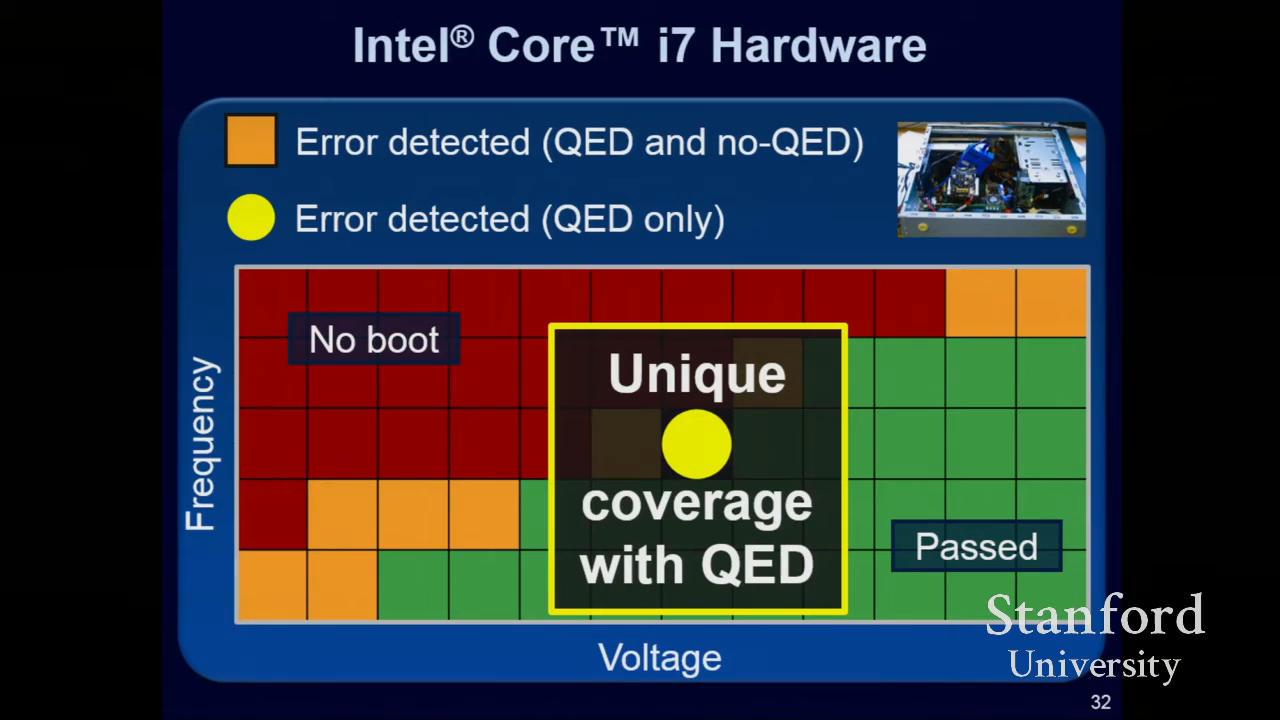 Intel® Core™ i7 Hardware
Error detected (QED and no-QED)
Error detected (QED only)
No boot
Unique
coverage
with QED
Passed
Frequency
Voltage
Stanford
University
32